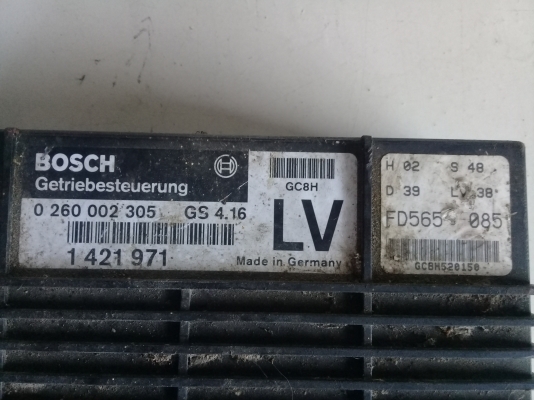 BOSCH
Getriebesteuerung
0 260 002 305 GS 4.16
1 421 971
GC8H
LV
Made in Germany
H 02 S 48
D 39 LV 38
FD565 085
GC8HS20150